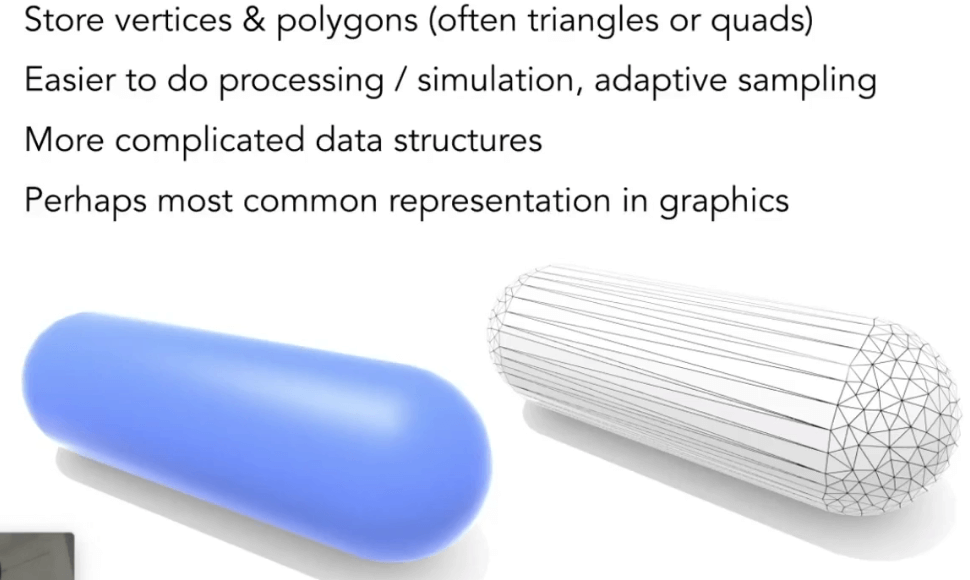 Store vertices & polygons (often triangles or quads)
Easier to do processing / simulation, adaptive sampling
More complicated data structures
Perhaps most common representation in graphics